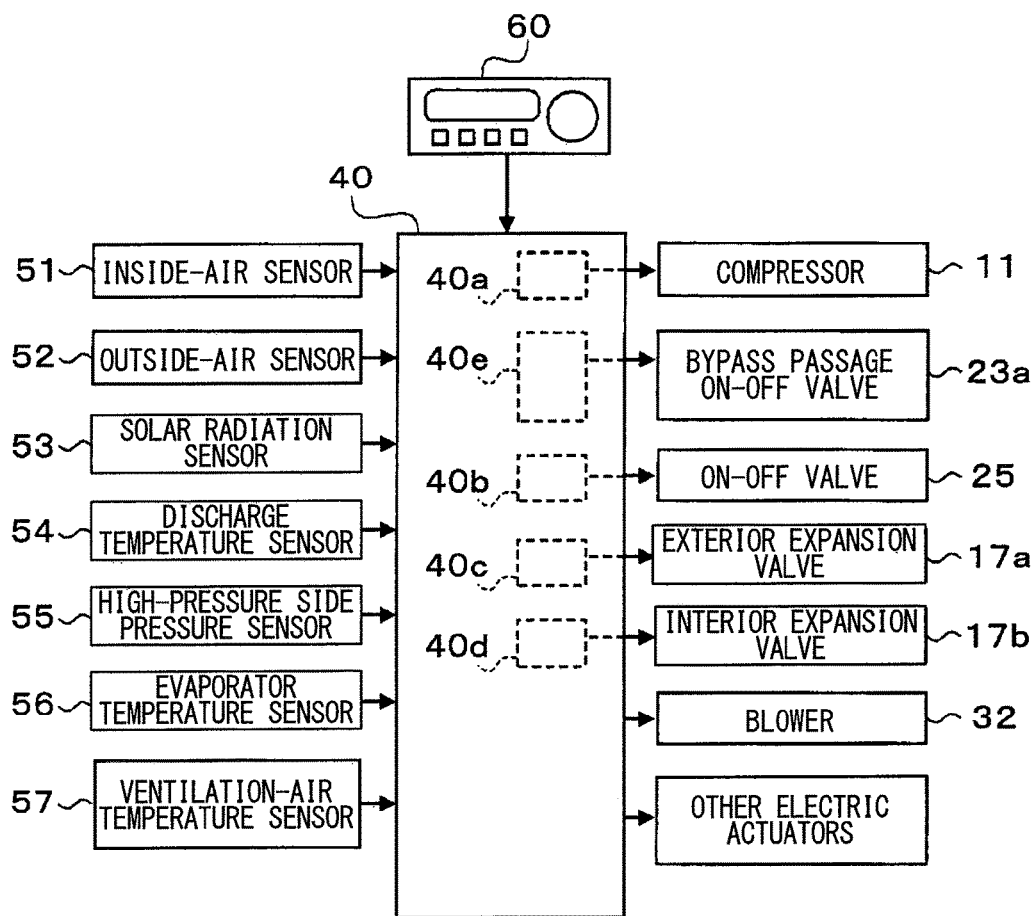 60
40
51
INSIDE-AIR SENSOR
52
OUTSIDE-AIR SENSOR
53
SOLAR RADIATION
SENSOR
54
DISCHARGE
TEMPERATURE SENSOR
55
HIGH-PRESSURE SIDE
PRESSURE SENSOR
56
EVAPORATOR
TEMPERATURE SENSOR
57
VENTILATION-AIR
TEMPERATURE SENSOR
40a
40e
40b
40c
40d
COMPRESSOR
11
BYPASS PASSAGE
ON-OFF VALVE
23a
ON-OFF VALVE
25
EXTERIOR EXPANSION
VALVE
17a
INTERIOR EXPANSION
VALVE
17b
BLOWER
32
OTHER ELECTRIC
ACTUATORS